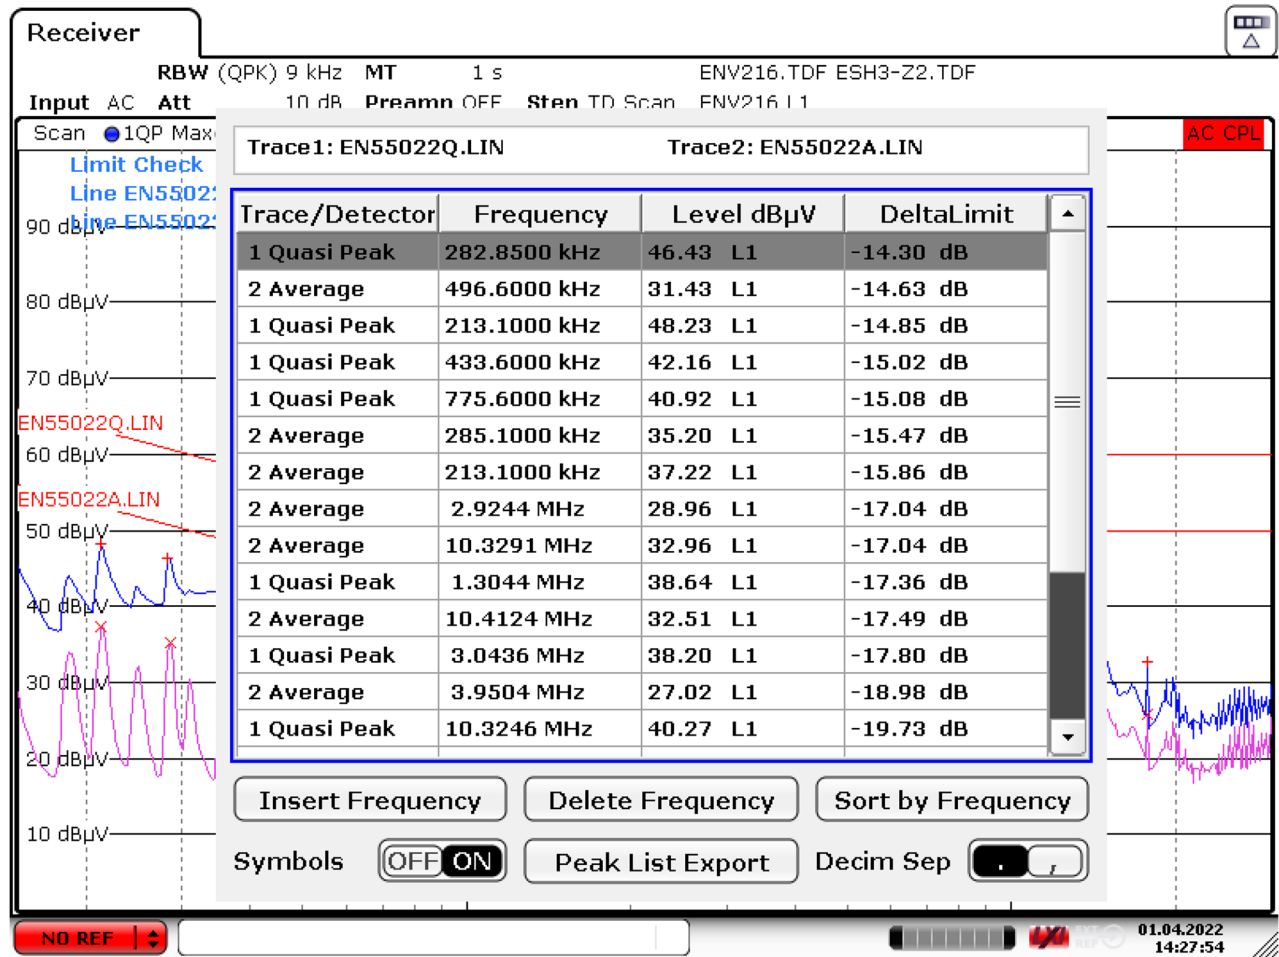 Receiver
RBW (QPK) 9 kHz MT 1 s ENV216.TDF ESH3-Z2.TDF
Input AC Att 10 dB Preamp OFF Step TD Scan ENV216 L1
Scan 1QP Max
AC CPL
Trace1: EN55022Q.LIN Trace2: EN55022A.LIN
Limit Check
Line EN55022
Line EN55022
90 dBµV
80 dBµV
70 dBµV
EN55022Q.LIN
60 dBµV
EN55022A.LIN
50 dBµV
40 dBµV
30 dBµV
20 dBµV
10 dBµV
Trace/Detector Frequency Level dBµV DeltaLimit
1 Quasi Peak 282.8500 kHz 46.43 L1 -14.30 dB
2 Average 496.6000 kHz 31.43 L1 -14.63 dB
1 Quasi Peak 213.1000 kHz 48.23 L1 -14.85 dB
1 Quasi Peak 433.6000 kHz 42.16 L1 -15.02 dB
1 Quasi Peak 775.6000 kHz 40.92 L1 -15.08 dB
2 Average 285.1000 kHz 35.20 L1 -15.47 dB
2 Average 213.1000 kHz 37.22 L1 -15.86 dB
2 Average 2.9244 MHz 28.96 L1 -17.04 dB
2 Average 10.3291 MHz 32.96 L1 -17.04 dB
1 Quasi Peak 1.3044 MHz 38.64 L1 -17.36 dB
2 Average 10.4124 MHz 32.51 L1 -17.49 dB
1 Quasi Peak 3.0436 MHz 38.20 L1 -17.80 dB
2 Average 3.9504 MHz 27.02 L1 -18.98 dB
1 Quasi Peak 10.3246 MHz 40.27 L1 -19.73 dB
Insert Frequency Delete Frequency Sort by Frequency
Symbols OFF ON Peak List Export Decim Sep . ,
NO REF
LXI EXT REF
01.04.2022
14:27:54